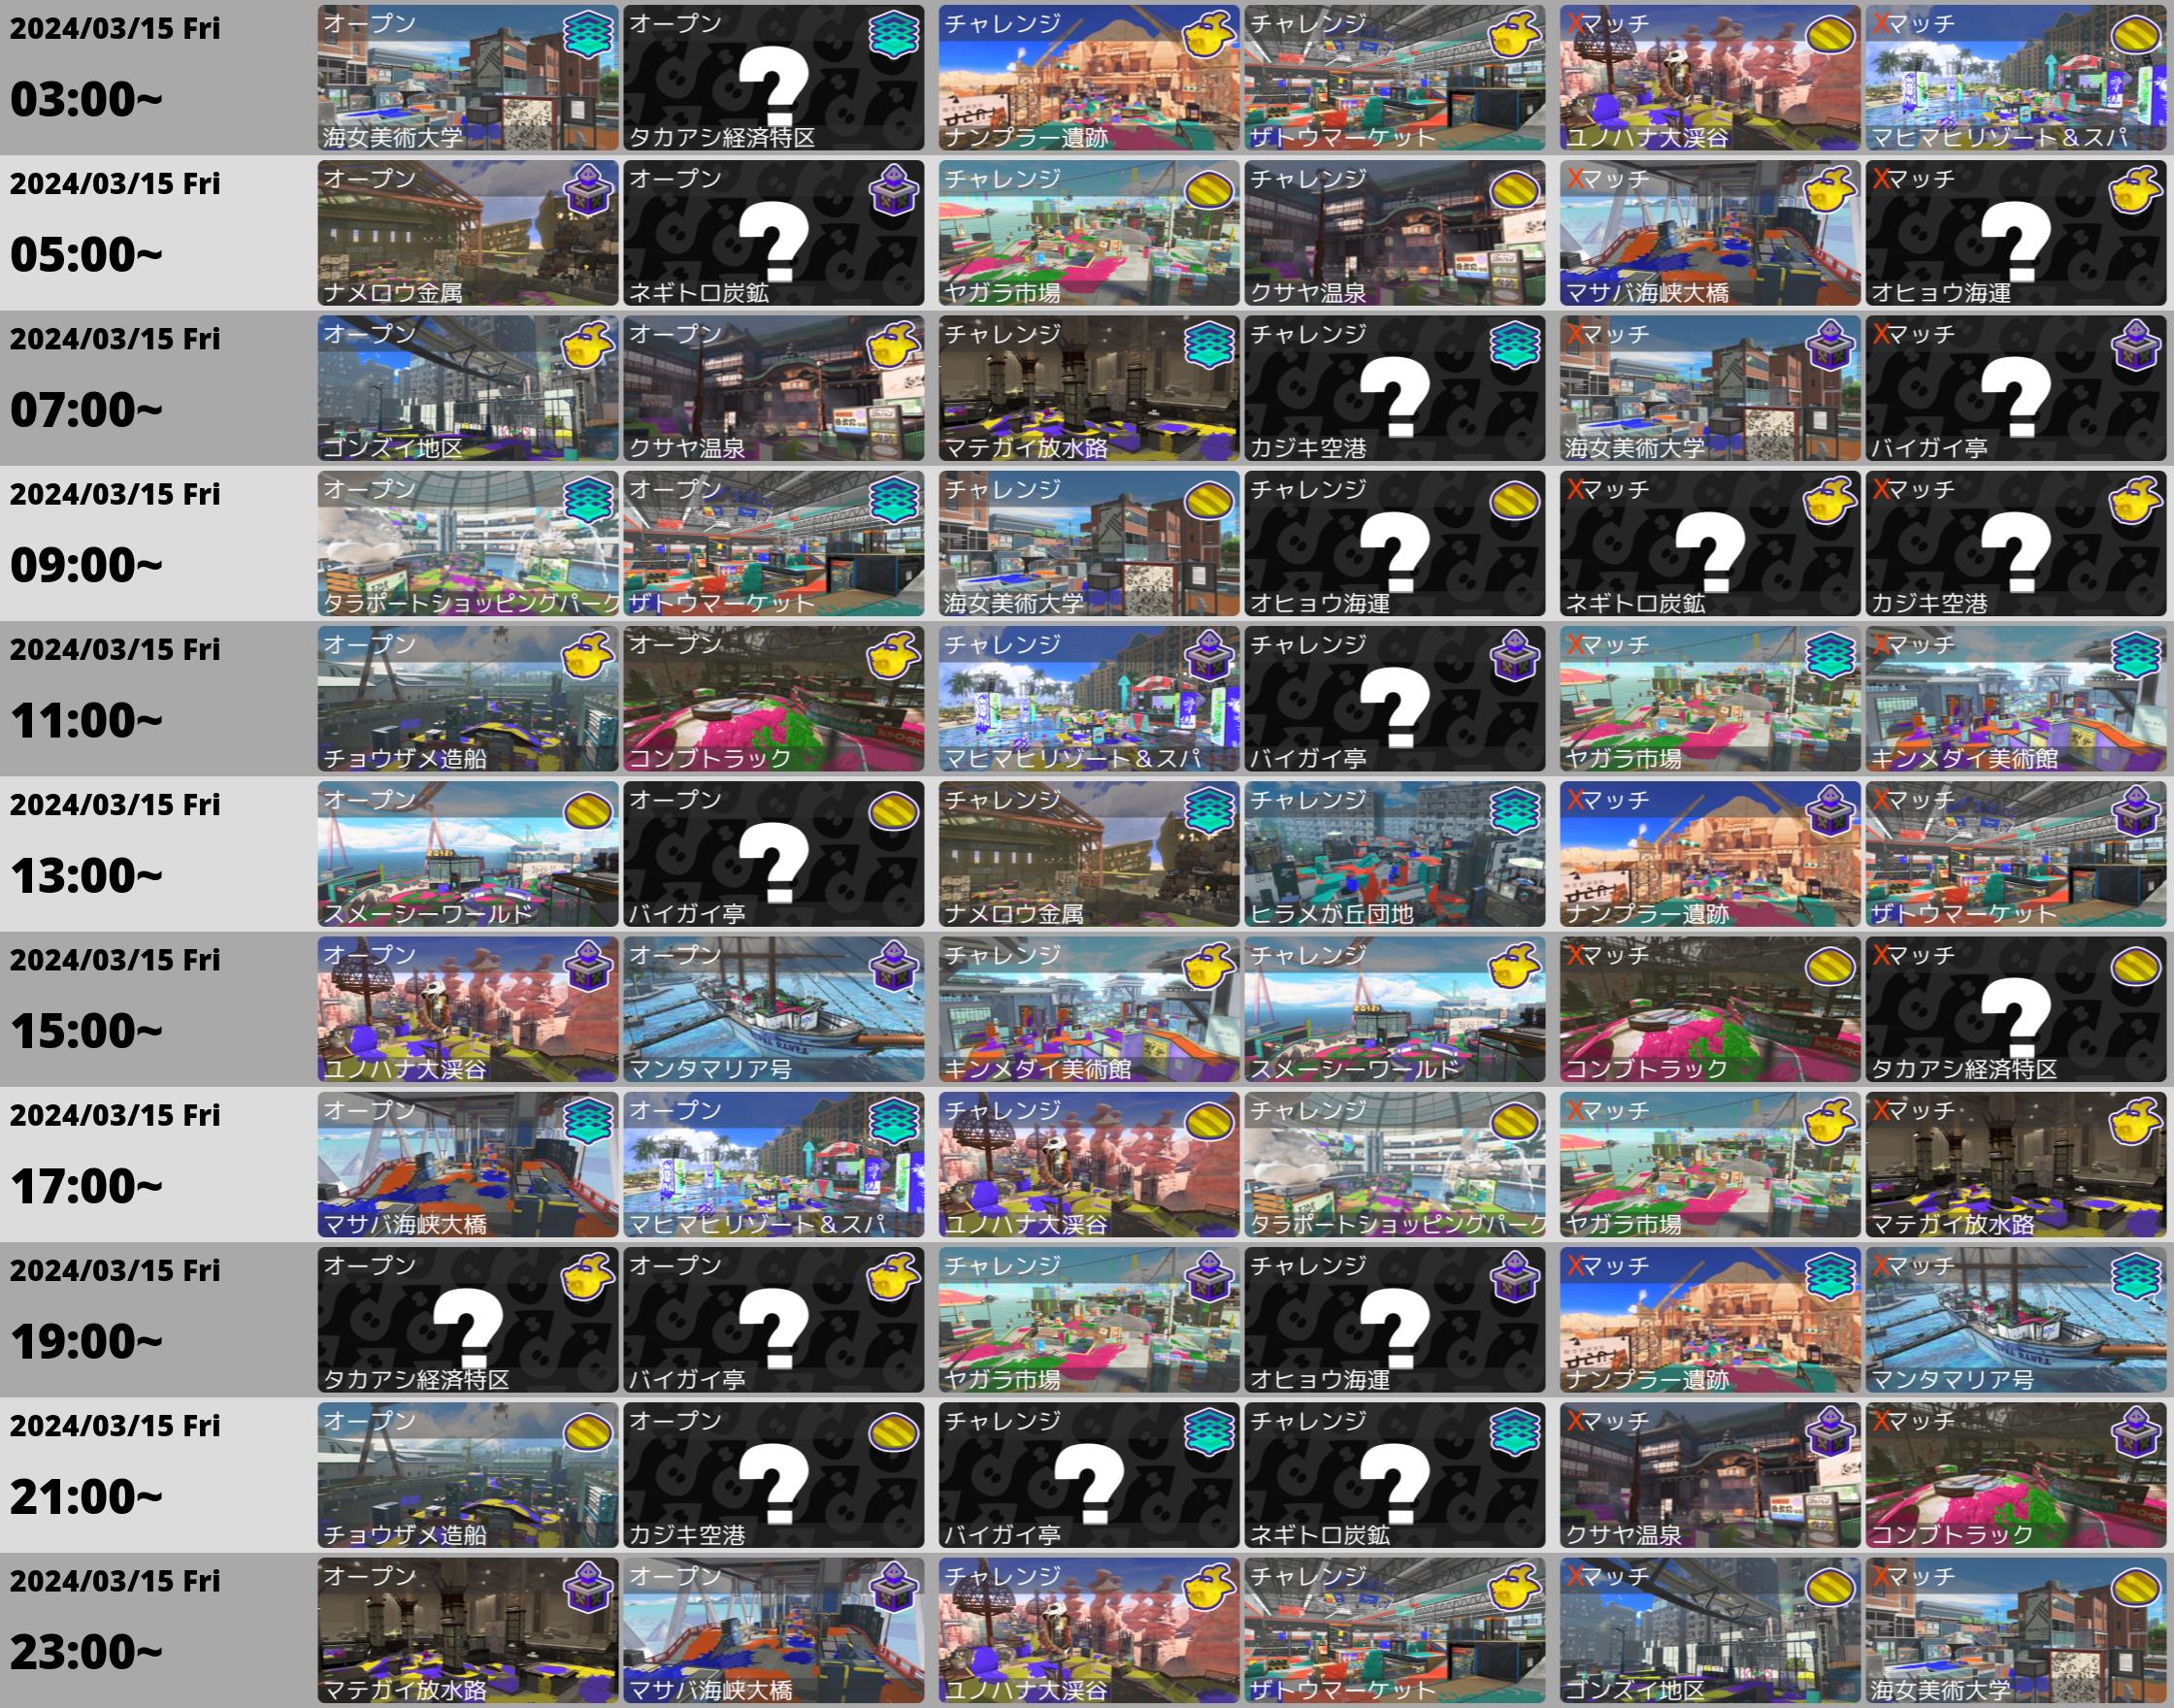 2024/03/15 Fri
03:00~
オープン
海女美術大学
オープン
タカアシ経済特区
チャレンジ
ナンプラー遺跡
チャレンジ
ザトウマーケット
Xマッチ
ユノハナ大渓谷
Xマッチ
マヒマヒリゾート＆スパ
2024/03/15 Fri
05:00~
オープン
ナメロウ金属
オープン
ネギトロ炭鉱
チャレンジ
ヤガラ市場
チャレンジ
クサヤ温泉
Xマッチ
マサバ海峡大橋
Xマッチ
オヒョウ海運
2024/03/15 Fri
07:00~
オープン
ゴンズイ地区
オープン
クサヤ温泉
チャレンジ
マテガイ放水路
チャレンジ
カジキ空港
Xマッチ
海女美術大学
Xマッチ
バイガイ亭
2024/03/15 Fri
09:00~
オープン
タラポートショッピングパーク
オープン
ザトウマーケット
チャレンジ
海女美術大学
チャレンジ
オヒョウ海運
Xマッチ
ネギトロ炭鉱
Xマッチ
カジキ空港
2024/03/15 Fri
11:00~
オープン
チョウザメ造船
オープン
コンブトラック
チャレンジ
マヒマヒリゾート＆スパ
チャレンジ
バイガイ亭
Xマッチ
ヤガラ市場
Xマッチ
キンメダイ美術館
2024/03/15 Fri
13:00~
オープン
スメーシーワールド
オープン
バイガイ亭
チャレンジ
ナメロウ金属
チャレンジ
ヒラメが丘団地
Xマッチ
ナンプラー遺跡
Xマッチ
ザトウマーケット
2024/03/15 Fri
15:00~
オープン
ユノハナ大渓谷
オープン
マンタマリア号
チャレンジ
キンメダイ美術館
チャレンジ
スメーシーワールド
Xマッチ
コンブトラック
Xマッチ
タカアシ経済特区
2024/03/15 Fri
17:00~
オープン
マサバ海峡大橋
オープン
マヒマヒリゾート＆スパ
チャレンジ
ユノハナ大渓谷
チャレンジ
タラポートショッピングパーク
Xマッチ
ヤガラ市場
Xマッチ
マテガイ放水路
2024/03/15 Fri
19:00~
オープン
タカアシ経済特区
オープン
バイガイ亭
チャレンジ
ヤガラ市場
チャレンジ
オヒョウ海運
Xマッチ
ナンプラー遺跡
Xマッチ
マンタマリア号
2024/03/15 Fri
21:00~
オープン
チョウザメ造船
オープン
カジキ空港
チャレンジ
バイガイ亭
チャレンジ
ネギトロ炭鉱
Xマッチ
クサヤ温泉
Xマッチ
コンブトラック
2024/03/15 Fri
23:00~
オープン
マテガイ放水路
オープン
マサバ海峡大橋
チャレンジ
ユノハナ大渓谷
チャレンジ
ザトウマーケット
Xマッチ
ゴンズイ地区
Xマッチ
海女美術大学